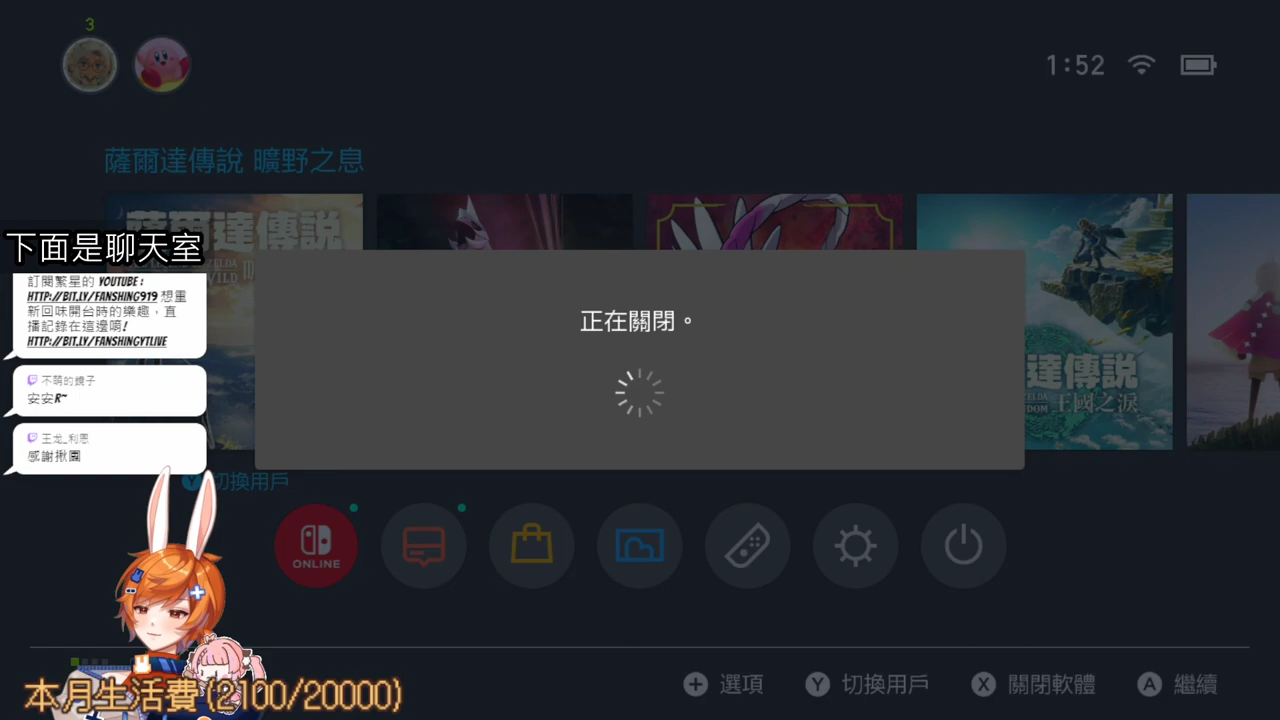 3
1:52
薩爾達傳說 曠野之息
薩爾達傳說
下面是聊天室
訂閱繁星的 YOUTUBE :
HTTP://BIT.LY/FANSHING919 想重
新回味開台時的樂趣，直
播記錄在這邊唷!
HTTP://BIT.LY/FANSHINGYTLIVE
正在關閉。
不萌的鏡子
安安R~
王龙_利恩
感謝揪團
達傳說
王國之淚
Y 切換用戶
ONLINE
本月生活費(2100/20000)
選項
Y 切換用戶
X 關閉軟體
A 繼續